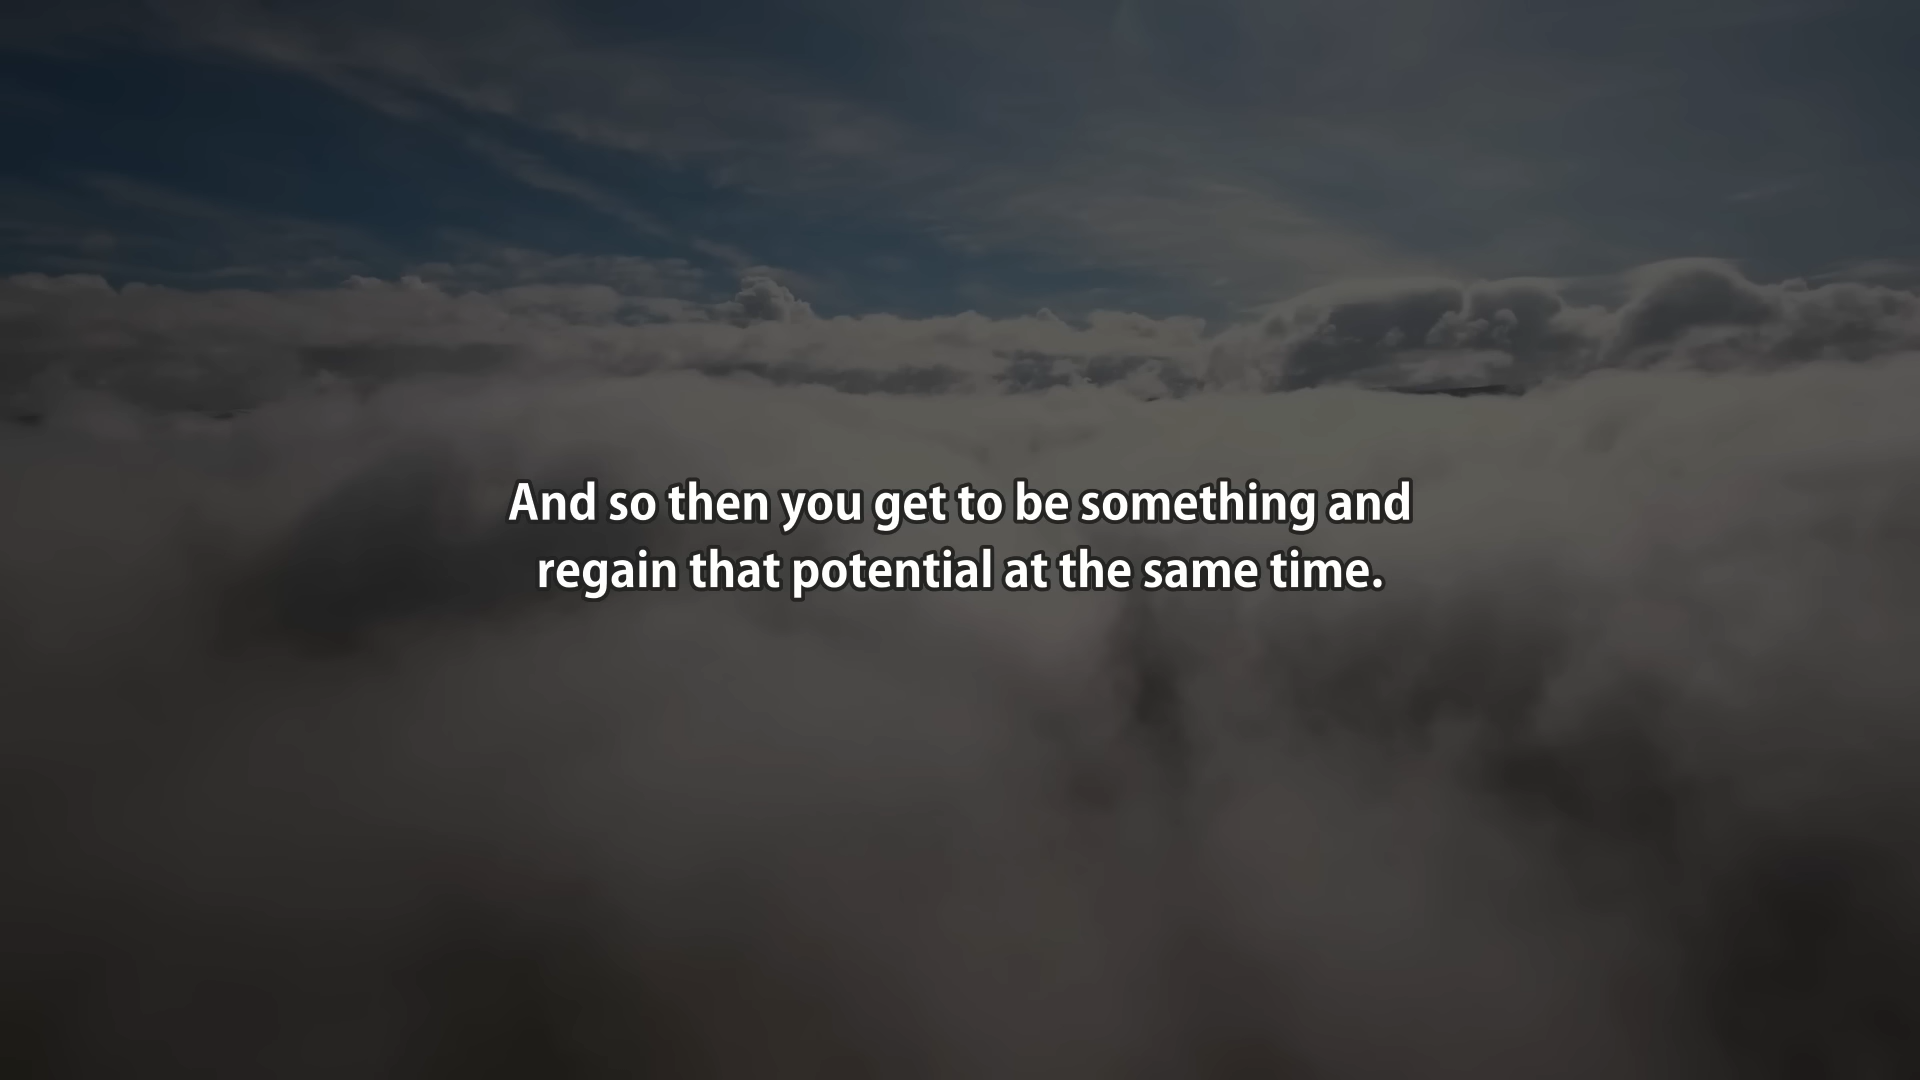 And so then you get to be something and
regain that potential at the same time.